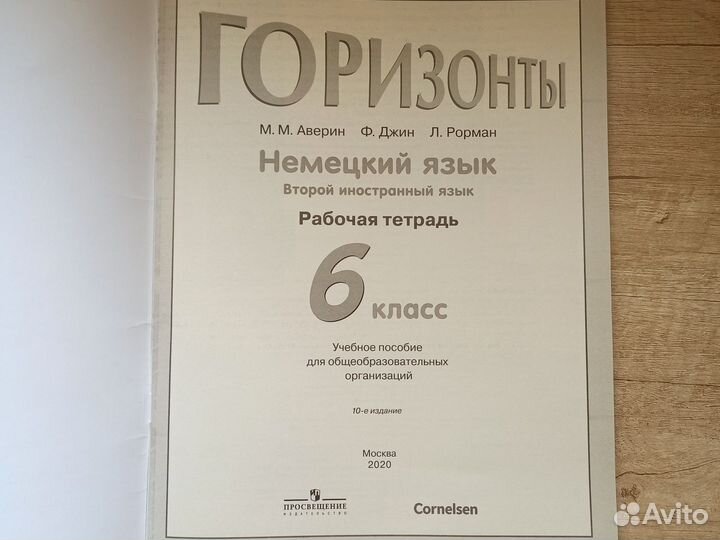 ГОРИЗОНТЫ
М. М. Аверин Ф. Джин Л. Рорман
Немецкий язык
Второй иностранный язык
Рабочая тетрадь
6 класс
Учебное пособие
для общеобразовательных
организаций
10-е издание
Москва
2020
ПРОСВЕЩЕНИЕ
ИЗДАТЕЛЬСТВО
Cornelsen
Avito